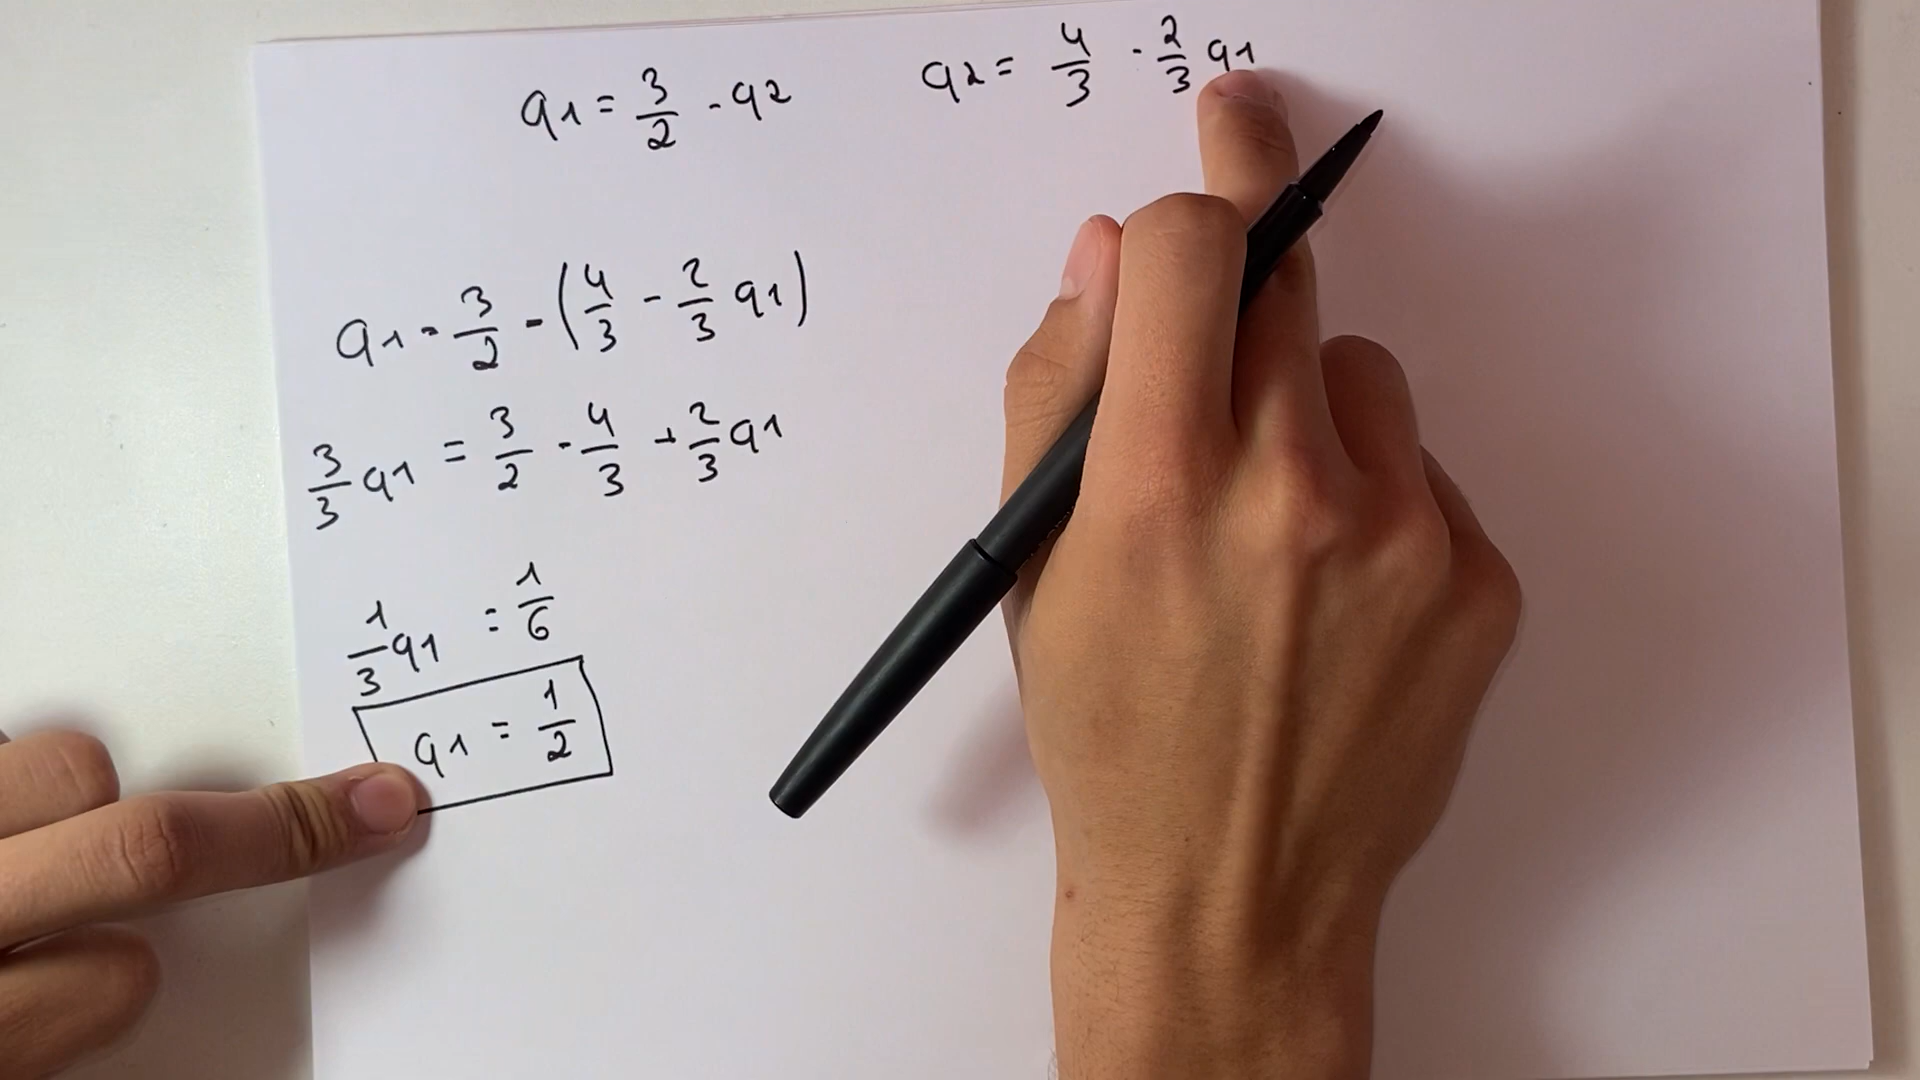 q1 = 3/2 - q2
q2 = 4/3 - 2/3 q1
q1 = 3/2 - (4/3 - 2/3 q1)
3/3 q1 = 3/2 - 4/3 + 2/3 q1
1/3 q1 = 1/6
q1 = 1/2